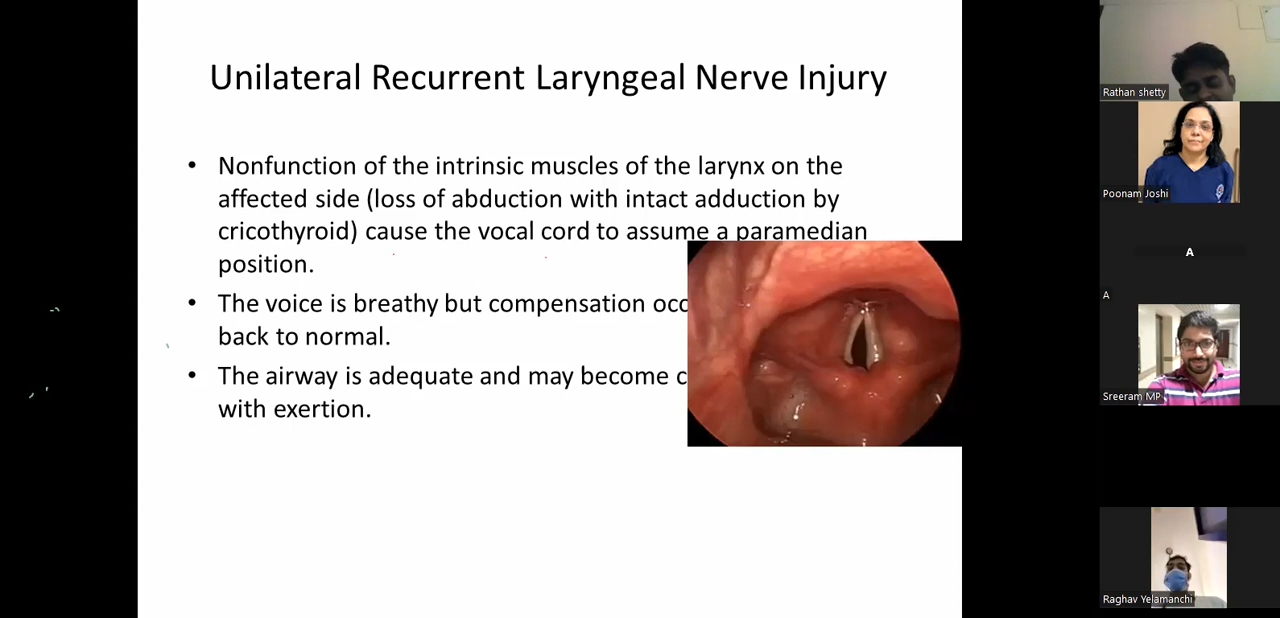 Unilateral Recurrent Laryngeal Nerve Injury
• Nonfunction of the intrinsic muscles of the larynx on the
affected side (loss of abduction with intact adduction by
cricothyroid) cause the vocal cord to assume a paramedian
position.
• The voice is breathy but compensation occ
back to normal.
• The airway is adequate and may become c
with exertion.
Rathan shetty
Poonam Joshi
A
A
Sreeram MP
Raghav Yelamanchi